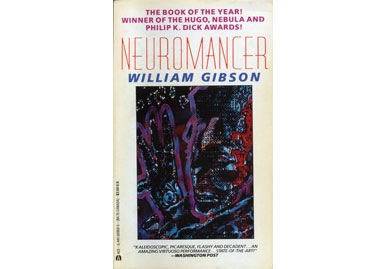 THE BOOK OF THE YEAR!
WINNER OF THE HUGO, NEBULA AND
PHILIP K. DICK AWARDS!
NEUROMANCER
WILLIAM GIBSON
"KALEIDOSCOPIC, PICARESQUE, FLASHY AND DECADENT... AN
AMAZING VIRTUOSO PERFORMANCE ... STATE-OF-THE-ART!"
—WASHINGTON POST